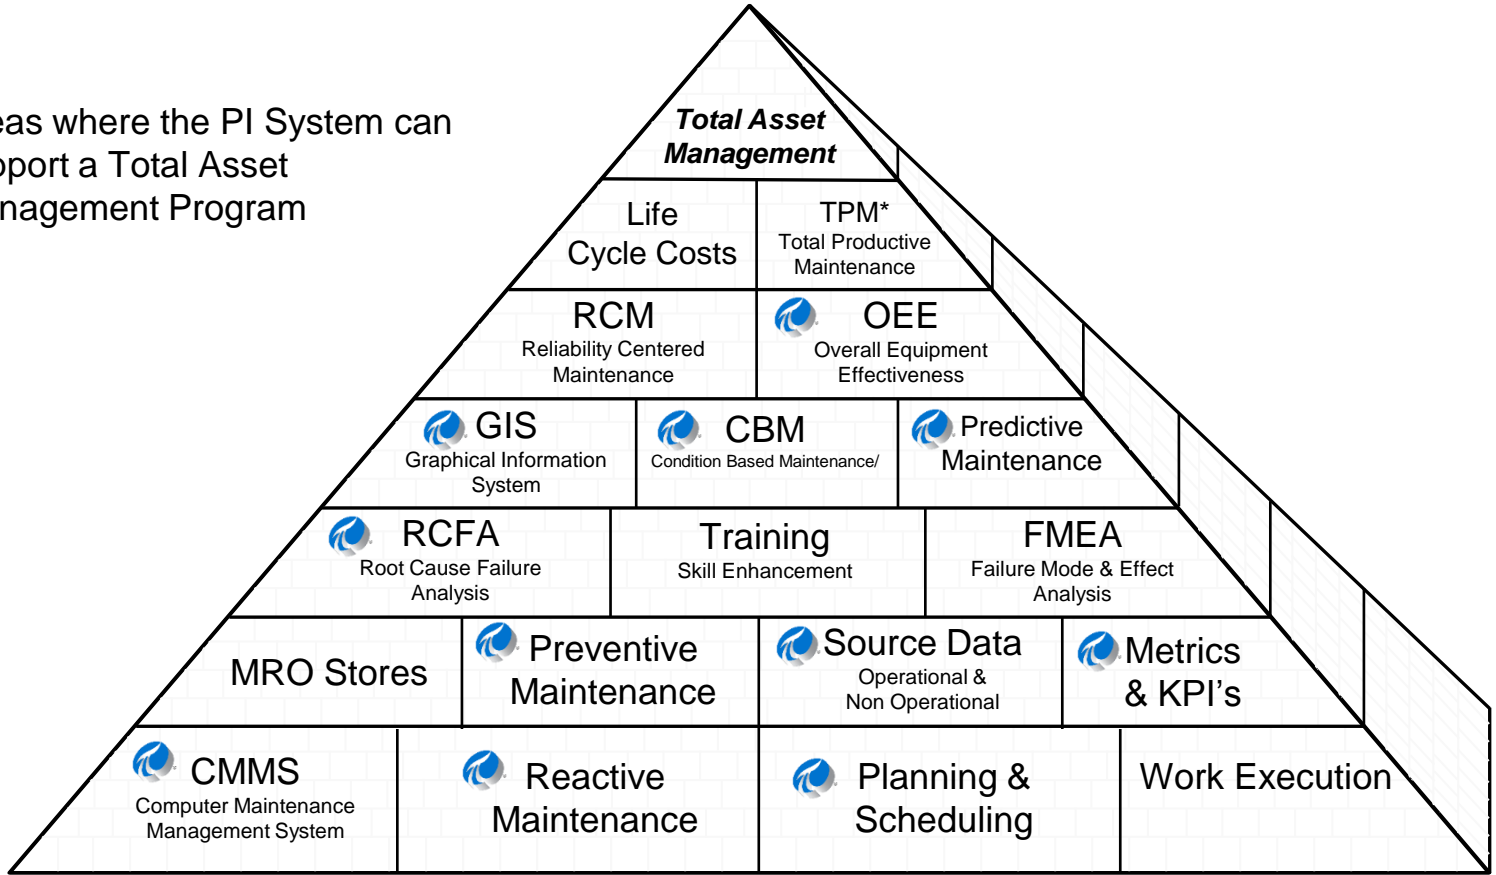 eas where the PI System can
pport a Total Asset
nagement Program
Total Asset
Management
Life
Cycle Costs
TPM*
Total Productive
Maintenance
RCM
Reliability Centered
Maintenance
OEE
Overall Equipment
Effectiveness
GIS
Graphical Information
System
CBM
Condition Based Maintenance/
Predictive
Maintenance
RCFA
Root Cause Failure
Analysis
Training
Skill Enhancement
FMEA
Failure Mode & Effect
Analysis
MRO Stores
Preventive
Maintenance
Source Data
Operational &
Non Operational
Metrics
& KPI's
CMMS
Computer Maintenance
Management System
Reactive
Maintenance
Planning &
Scheduling
Work Execution